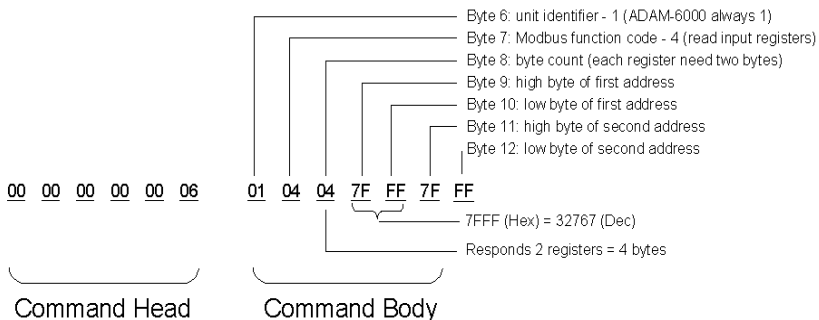 Byte 6: unit identifier - 1 (ADAM-6000 always 1)
Byte 7: Modbus function code - 4 (read input registers)
Byte 8: byte count (each register need two bytes)
Byte 9: high byte of first address
Byte 10: low byte of first address
Byte 11: high byte of second address
Byte 12: low byte of second address
00 00 00 00 00 06 01 04 04 7F FF 7F FF
7FFF (Hex) = 32767 (Dec)
Responds 2 registers = 4 bytes
Command Head Command Body